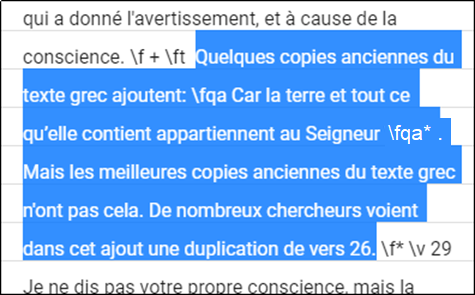 qui a donné l'avertissement, et à cause de la
conscience. \f + \ft Quelques copies anciennes du
texte grec ajoutent: \fqa Car la terre et tout ce
qu’elle contient appartiennent au Seigneur \fqa* .
Mais les meilleures copies anciennes du texte grec
n'ont pas cela. De nombreux chercheurs voient
dans cet ajout une duplication de vers 26. \f* \v 29
Je ne dis pas votre propre conscience, mais la